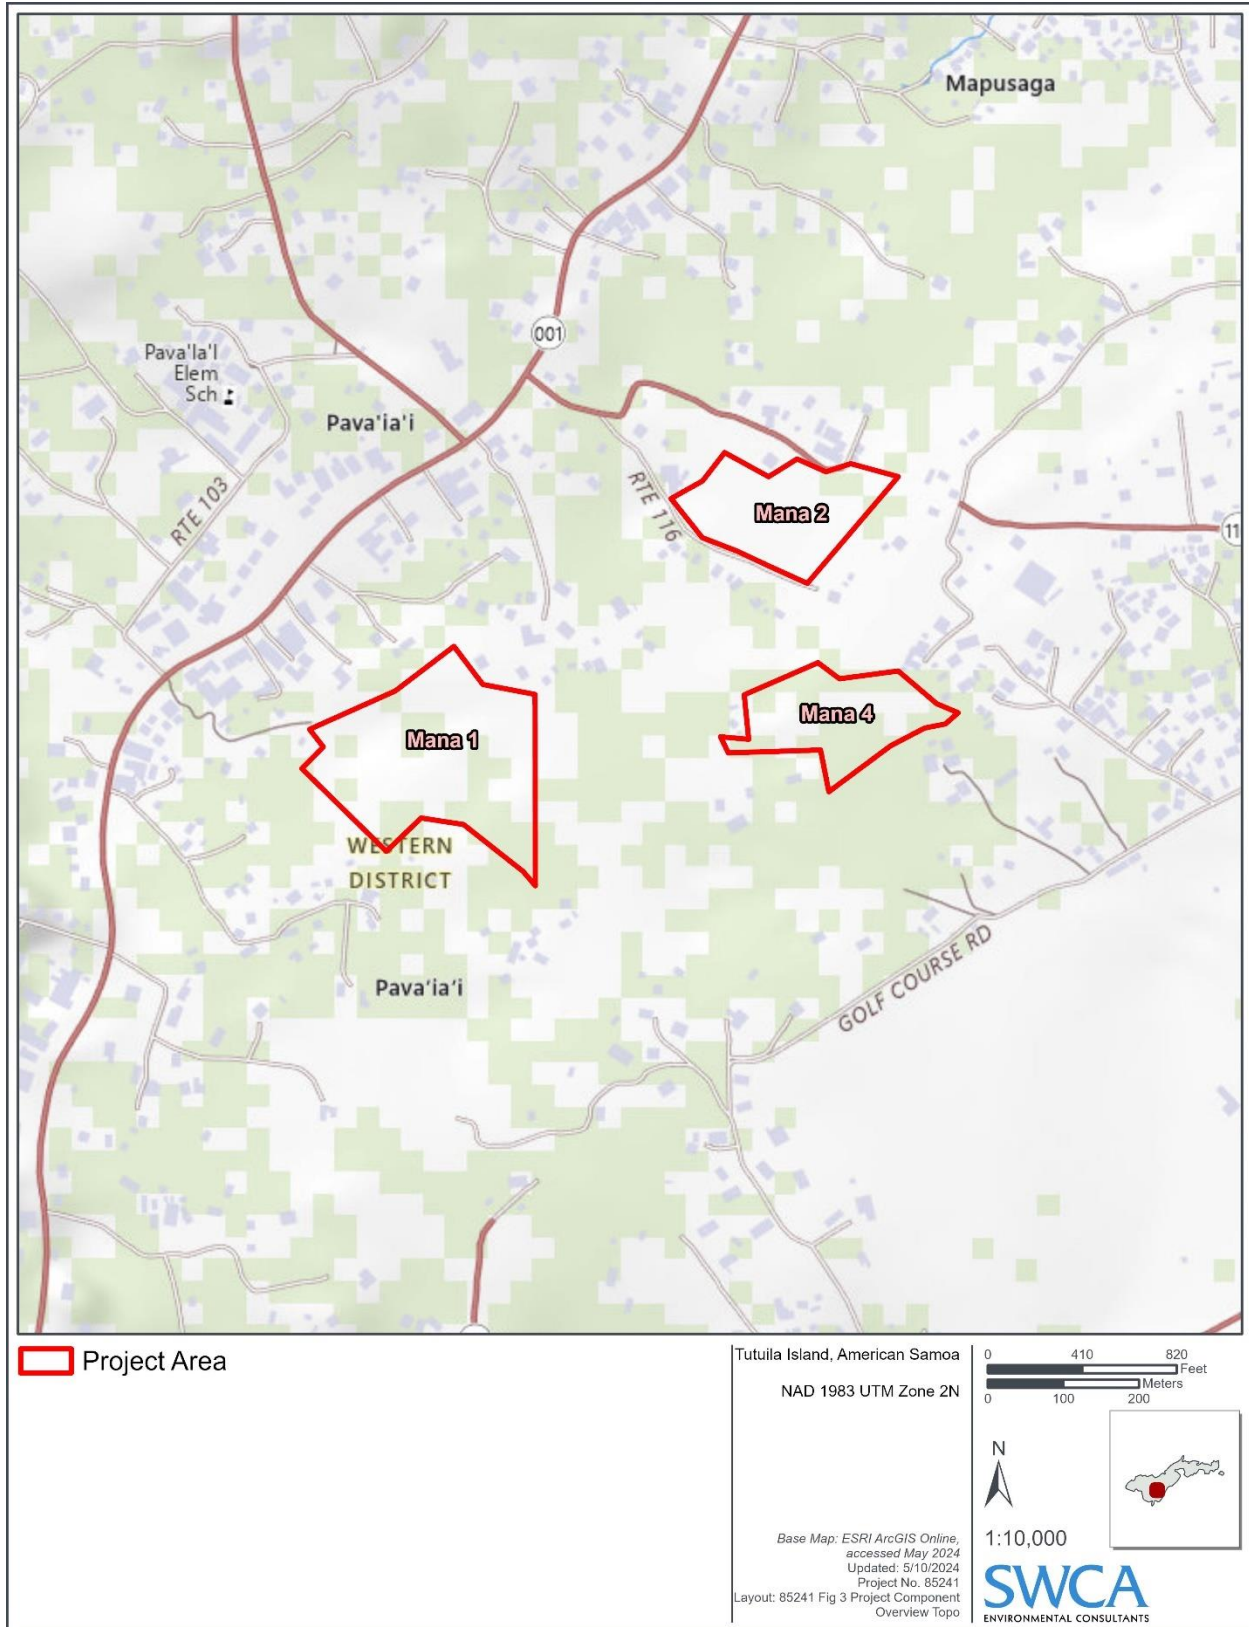 Mapusaga
001
Pava'la'l
Elem
Sch
Pava'ia'i
RTE 103
RTE 116
Mana 2
11
Mana 4
Mana 1
WESTERN
DISTRICT
Pava'ia'i
GOLF COURSE RD
Project Area
Tutuila Island, American Samoa
NAD 1983 UTM Zone 2N
Base Map: ESRI ArcGIS Online,
accessed May 2024
Updated: 5/10/2024
Project No. 85241
Layout: 85241 Fig 3 Project Component
Overview Topo
0 410 820
Feet
Meters
0 100 200
N
1:10,000
SWCA
ENVIRONMENTAL CONSULTANTS